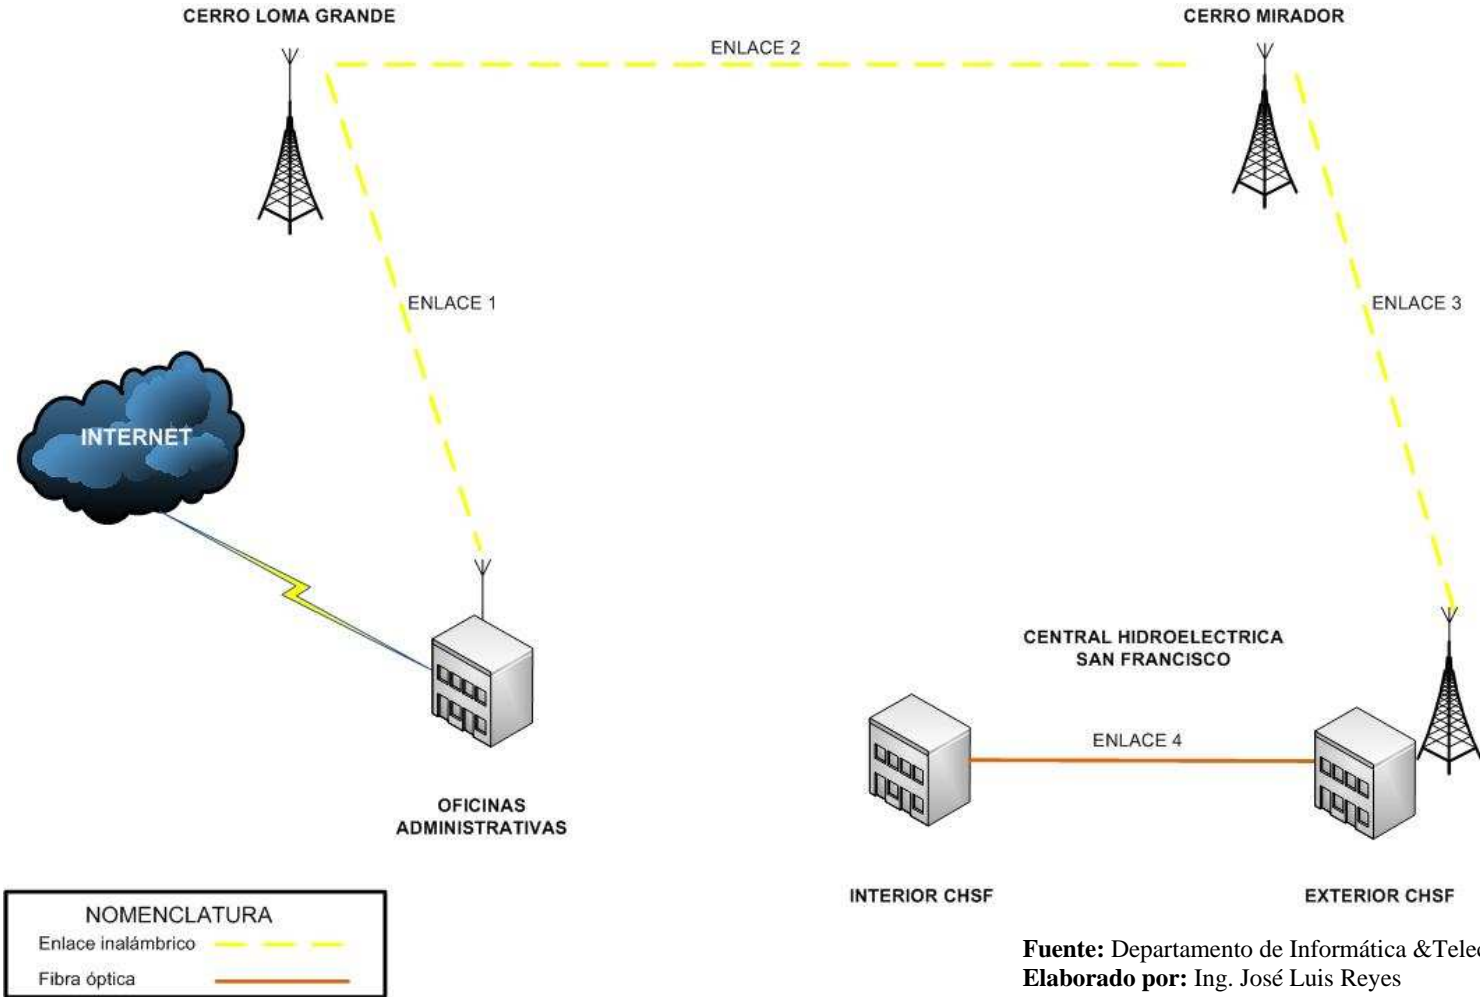 CERRO LOMA GRANDE
CERRO MIRADOR
ENLACE 2
ENLACE 1
ENLACE 3
INTERNET
CENTRAL HIDROELECTRICA
SAN FRANCISCO
ENLACE 4
OFICINAS
ADMINISTRATIVAS
INTERIOR CHSF
EXTERIOR CHSF
NOMENCLATURA
Enlace inalámbrico
Fibra óptica
Fuente: Departamento de Informática &
Elaborado por: Ing. José Luis Reyes